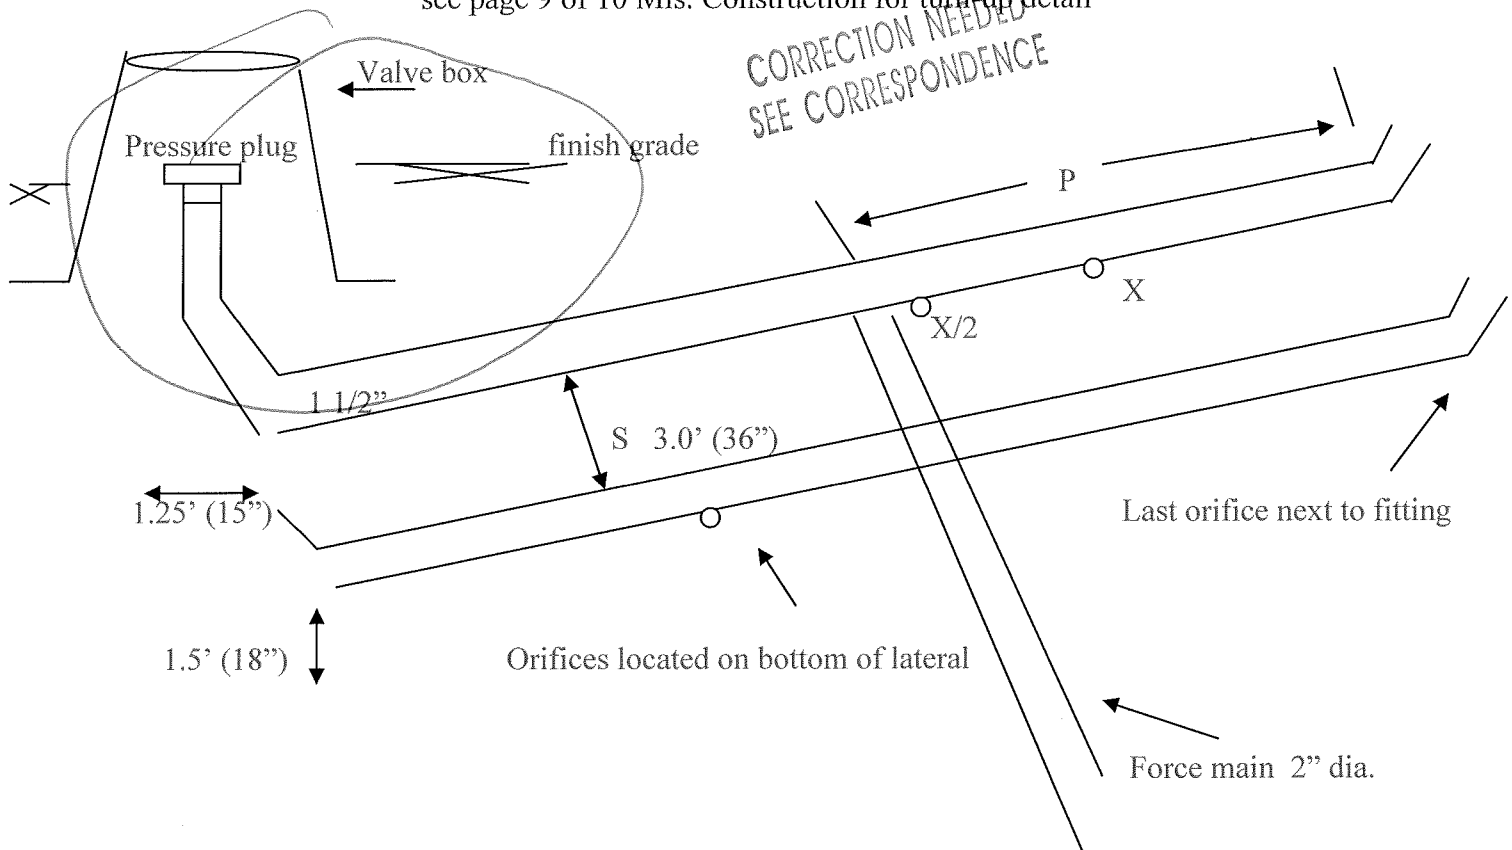 see page 9 of 10 Mis. Construction for turn-up detail
CORRECTION NEEDED
SEE CORRESPONDENCE
Valve box
Pressure plug
finish grade
P
X
X/2
1 1/2”
S 3.0’ (36”)
1.25’ (15”)
Last orifice next to fitting
1.5’ (18”)
Orifices located on bottom of lateral
Force main 2” dia.